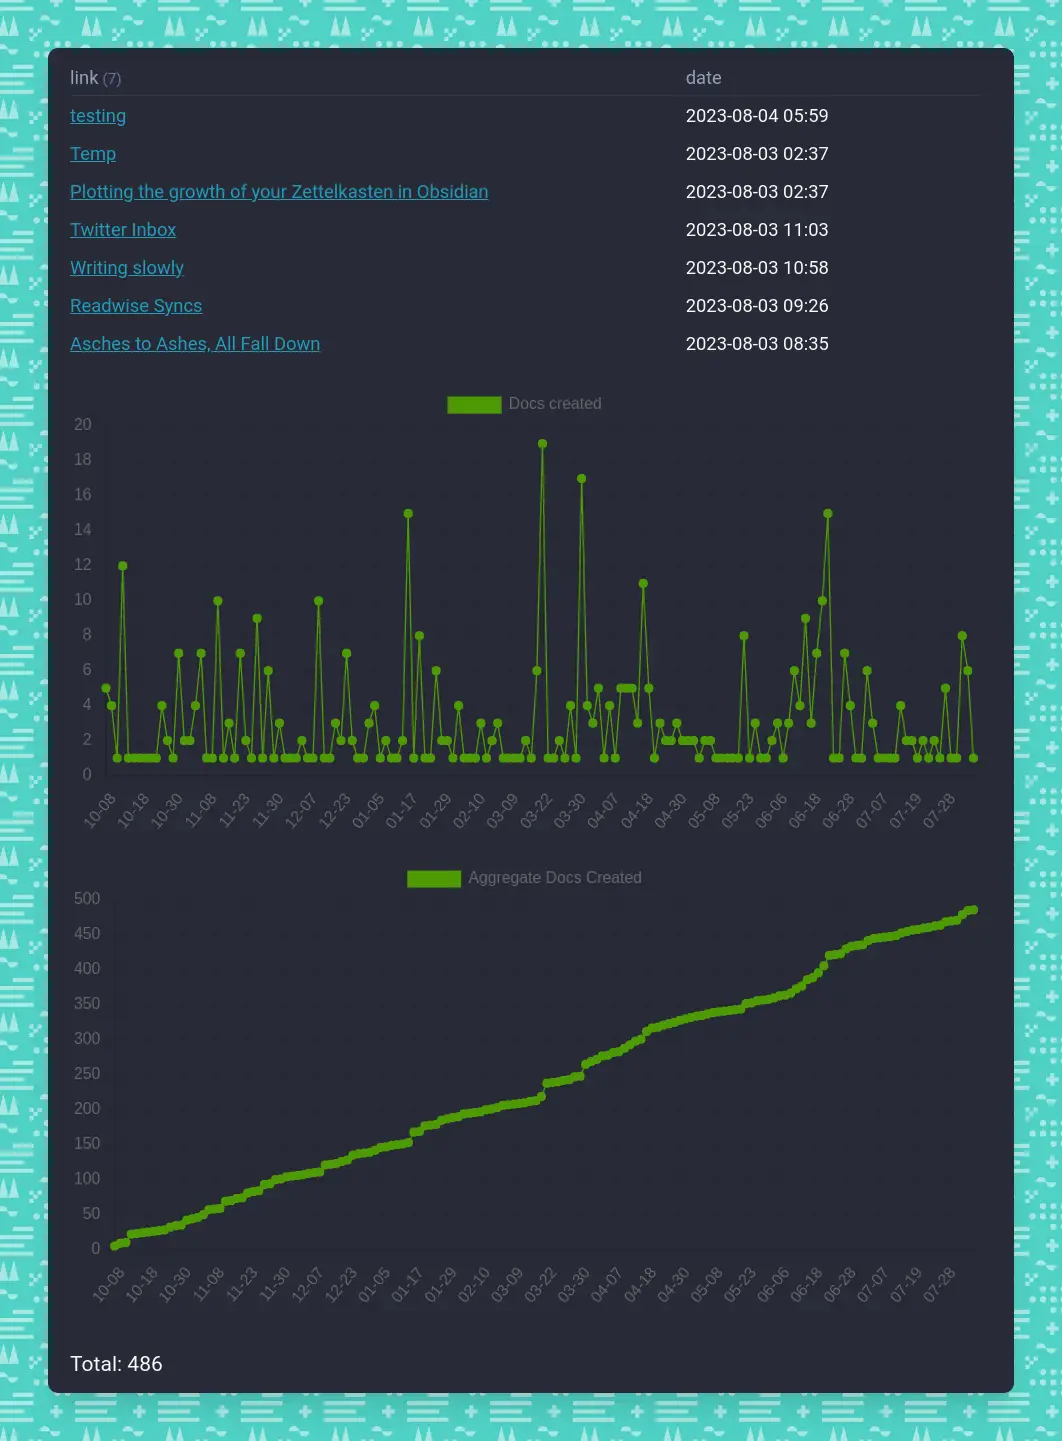 link (7) date
testing 2023-08-04 05:59
Temp 2023-08-03 02:37
Plotting the growth of your Zettelkasten in Obsidian 2023-08-03 02:37
Twitter Inbox 2023-08-03 11:03
Writing slowly 2023-08-03 10:58
Readwise Syncs 2023-08-03 09:26
Asches to Ashes, All Fall Down 2023-08-03 08:35
Docs created
20
18
16
14
12
10
8
6
4
2
0
10-08 10-18 10-30 11-08 11-23 11-30 12-07 12-23 01-05 01-17 01-29 02-10 03-09 03-22 03-30 04-07 04-18 04-30 05-08 05-23 06-06 06-18 06-28 07-07 07-19 07-28
Aggregate Docs Created
500
450
400
350
300
250
200
150
100
50
0
10-08 10-18 10-30 11-08 11-23 11-30 12-07 12-23 01-05 01-17 01-29 02-10 03-09 03-22 03-30 04-07 04-18 04-30 05-08 05-23 06-06 06-18 06-28 07-07 07-19 07-28
Total: 486